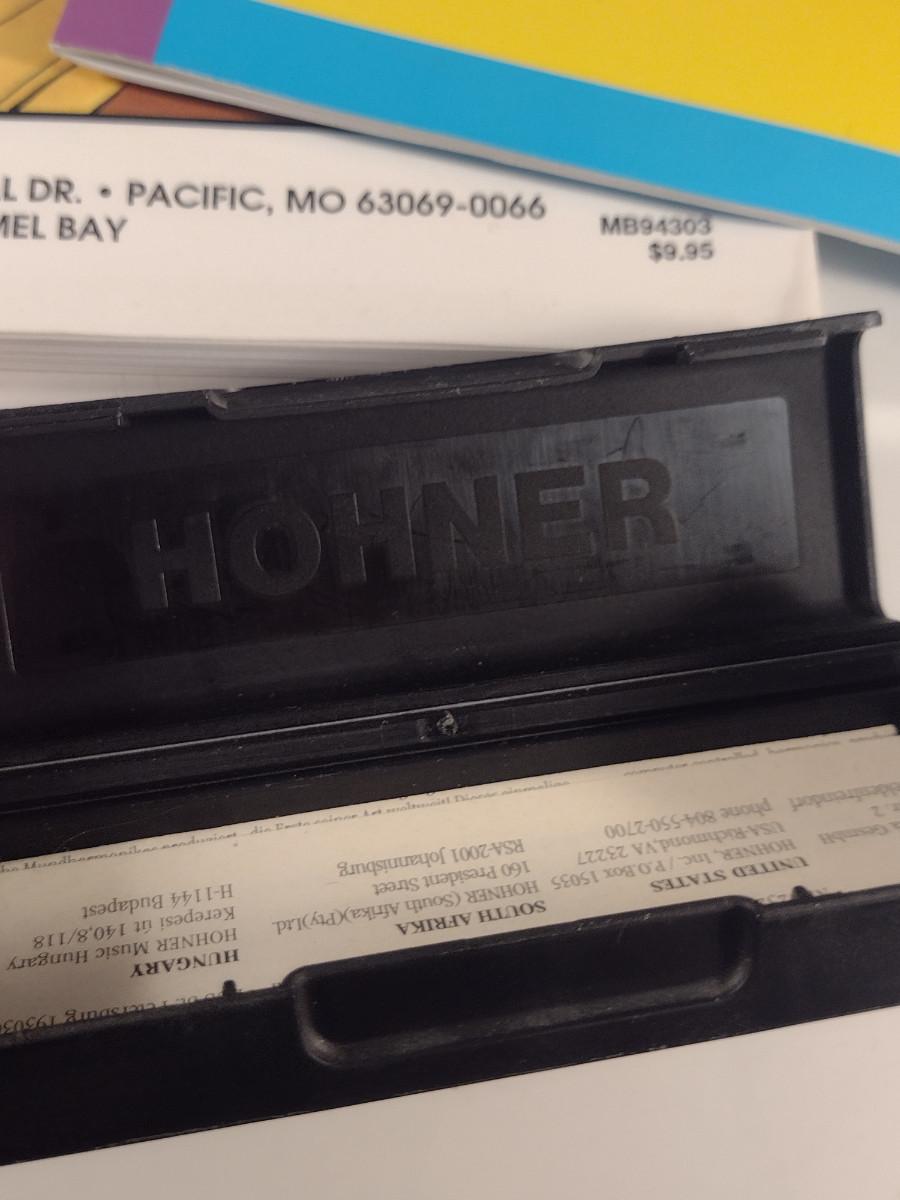 L DR. • PACIFIC, MO 63069-0066
MEL BAY
MB94303
$9.95
HOHNER
UNITED STATES
HOHNER, Inc. / P.O.Box 15035
USA-Richmond,VA 23227
phone 804-550-2700
SOUTH AFRIKA
HOHNER (South Afrika)(Pty)Ltd.
160 President Street
RSA-2001 Johannisburg
HUNGARY
HOHNER Music Hungary
Kerepesi út 140,8/118
H-1144 Budapest